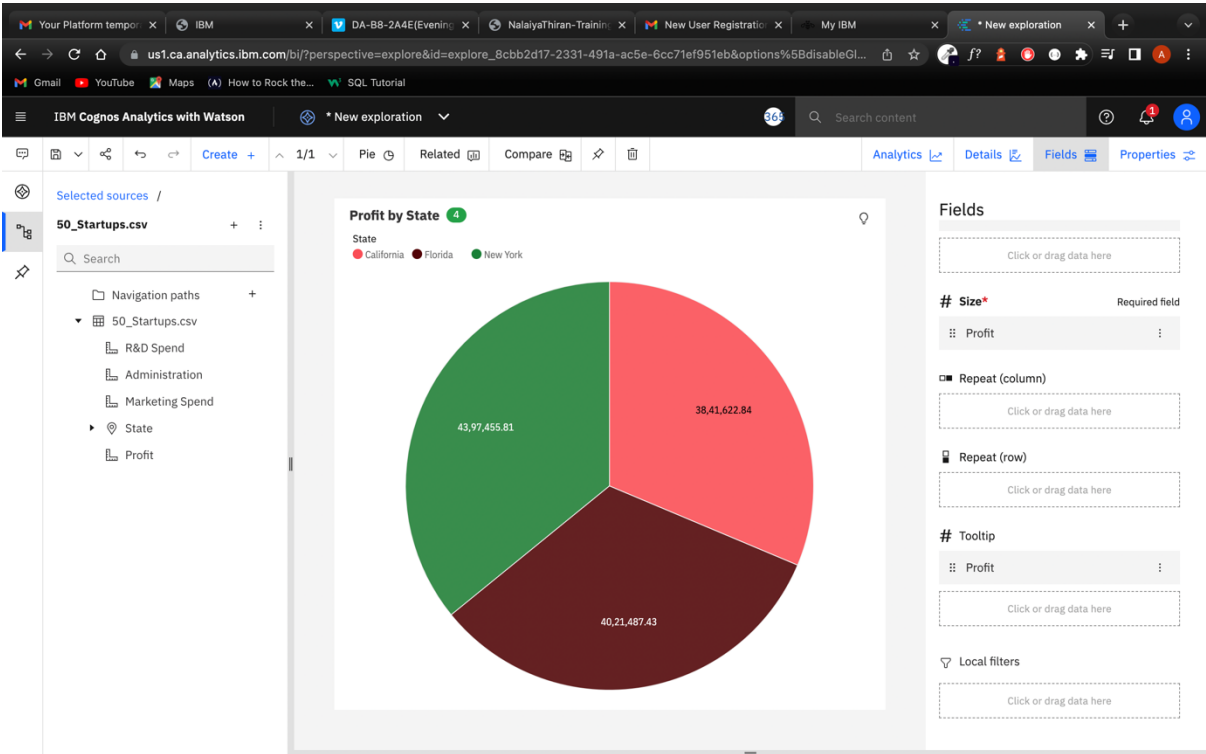 Your Platform tempor
IBM
DA-B8-2A4E(Evening
NalaiyaThiran-Training
New User Registration
My IBM
* New exploration
us1.ca.analytics.ibm.com/bi/?perspective=explore&id=explore_8cbb2d17-2331-491a-ac5e-6cc71ef951eb&options%5BdisableGl...
f?
A
Gmail
YouTube
Maps
(A) How to Rock the...
SQL Tutorial
IBM Cognos Analytics with Watson
* New exploration
365
Search content
1
Create +
1/1
Pie
Related
Compare
Analytics
Details
Fields
Properties
Selected sources /
50_Startups.csv
Search
Navigation paths
50_Startups.csv
R&D Spend
Administration
Marketing Spend
State
Profit
Profit by State 4
State
California Florida New York
38,41,622.84
43,97,455.81
40,21,487.43
Fields
Click or drag data here
# Size* Required field
Profit
Repeat (column)
Click or drag data here
Repeat (row)
Click or drag data here
# Tooltip
Profit
Click or drag data here
Local filters
Click or drag data here